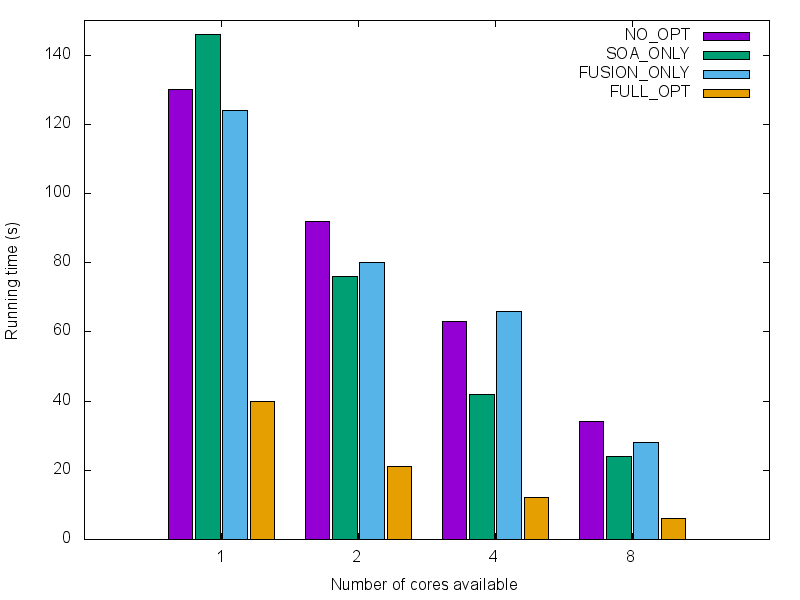 NO_OPT
SOA_ONLY
FUSION_ONLY
FULL_OPT
140
120
100
80
60
40
20
0
Running time (s)
1 2 4 8
Number of cores available